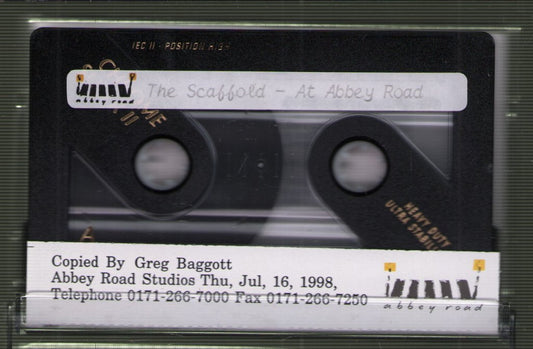 IEC II - POSITION HIGH
The Scaffold - At Abbey Road
abbey road
HEAVY DUTY
ULTRA STABLE
Copied By Greg Baggott
Abbey Road Studios Thu, Jul, 16, 1998,
Telephone 0171-266-7000 Fax 0171-266-7250
abbey road